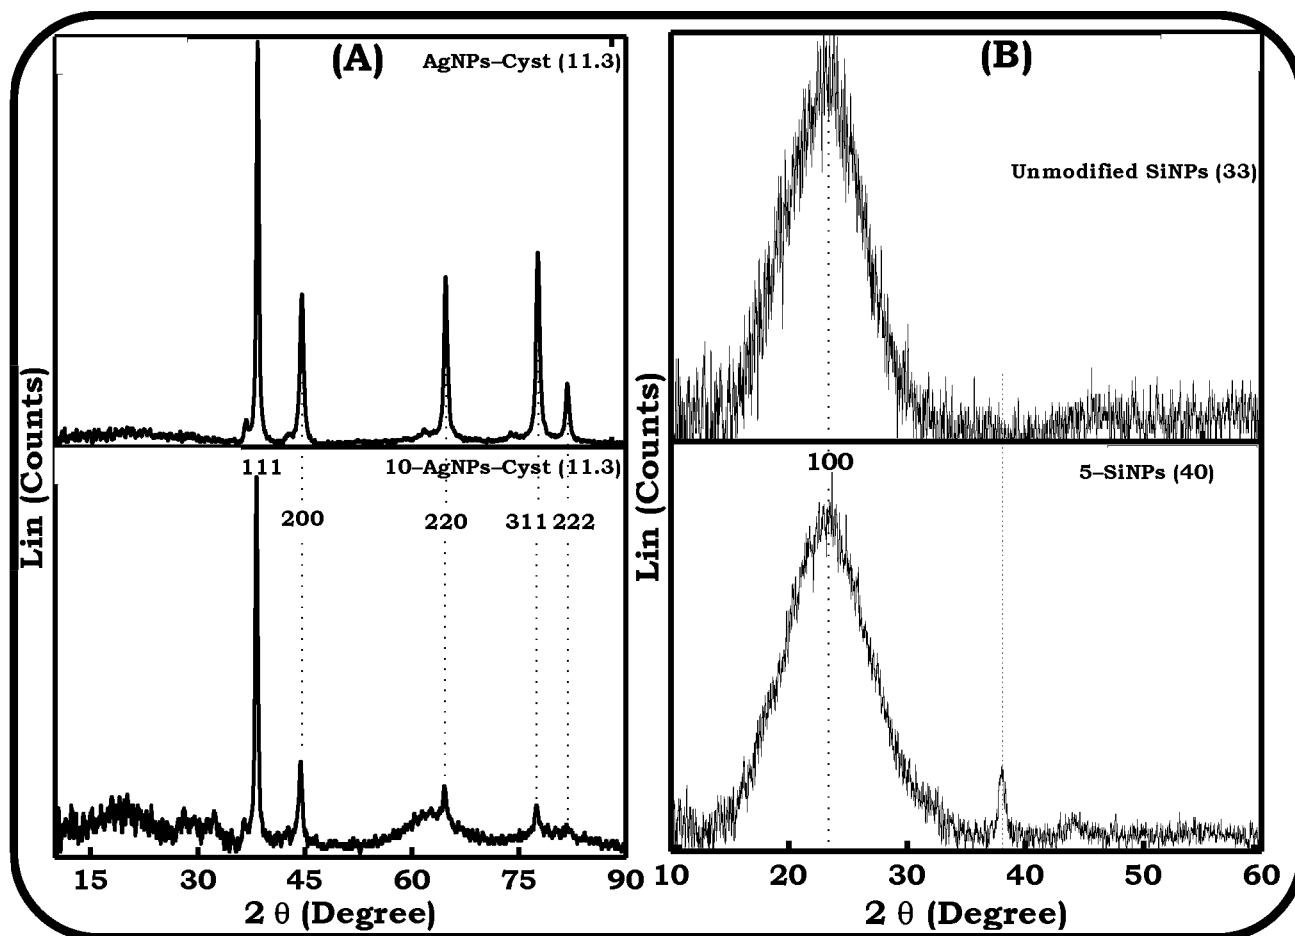 (A)
AgNPs–Cyst (11.3)
111
10–AgNPs–Cyst (11.3)
200
220
311
222
Lin (Counts)
15
30
45
60
75
90
2 θ (Degree)
(B)
Unmodified SiNPs (33)
100
5–SiNPs (40)
Lin (Counts)
10
20
30
40
50
60
2 θ (Degree)